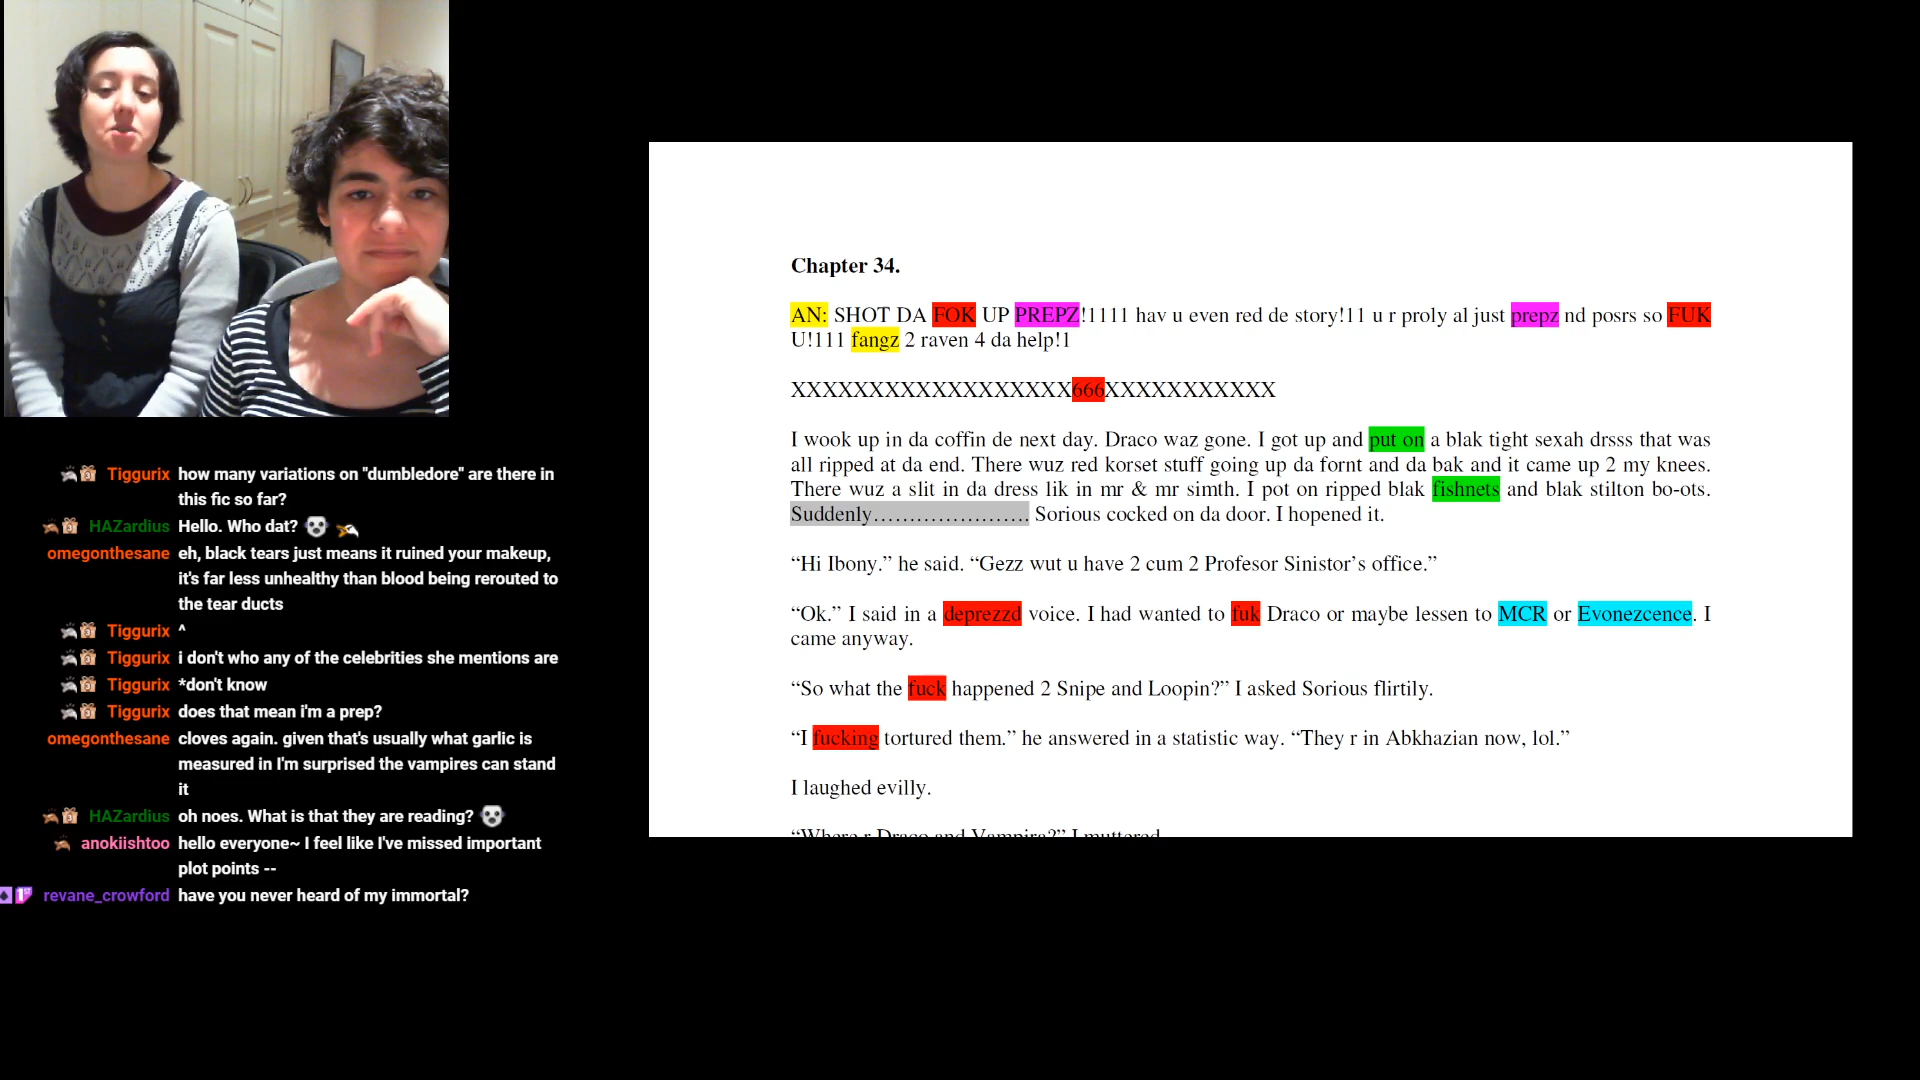 Tiggurix how many variations on "dumbledore" are there in
this fic so far?
HAZardius Hello. Who dat?
omegonthesane eh, black tears just means it ruined your makeup,
it's far less unhealthy than blood being rerouted to
the tear ducts
Tiggurix ^
Tiggurix i don't who any of the celebrities she mentions are
Tiggurix *don't know
Tiggurix does that mean i'm a prep?
omegonthesane cloves again. given that's usually what garlic is
measured in I'm surprised the vampires can stand
it
HAZardius oh noes. What is that they are reading?
anokiishtoo hello everyone~ I feel like I've missed important
plot points --
revane_crowford have you never heard of my immortal?
Chapter 34.
AN: SHOT DA FOK UP PREPZ!1111 hav u even red de story!11 u r proly al just prepz nd posrs so FUK
U!111 fangz 2 raven 4 da help!1
XXXXXXXXXXXXXXXXXX666XXXXXXXXXXX
I wook up in da coffin de next day. Draco waz gone. I got up and put on a blak tight sexah drsss that was
all ripped at da end. There wuz red korset stuff going up da fornt and da bak and it came up 2 my knees.
There wuz a slit in da dress lik in mr & mr simth. I pot on ripped blak fishnets and blak stilton bo-ots.
Suddenly………………… Sorious cocked on da door. I hopened it.
“Hi Ibony.” he said. “Gezz wut u have 2 cum 2 Profesor Sinistor’s office.”
“Ok.” I said in a deprezzd voice. I had wanted to fuk Draco or maybe lessen to MCR or Evonezcence. I
came anyway.
“So what the fuck happened 2 Snipe and Loopin?” I asked Sorious flirtily.
“I fucking tortured them.” he answered in a statistic way. “They r in Abkhazian now, lol.”
I laughed evilly.
“Where r Draco and Vampira?” I muttered.